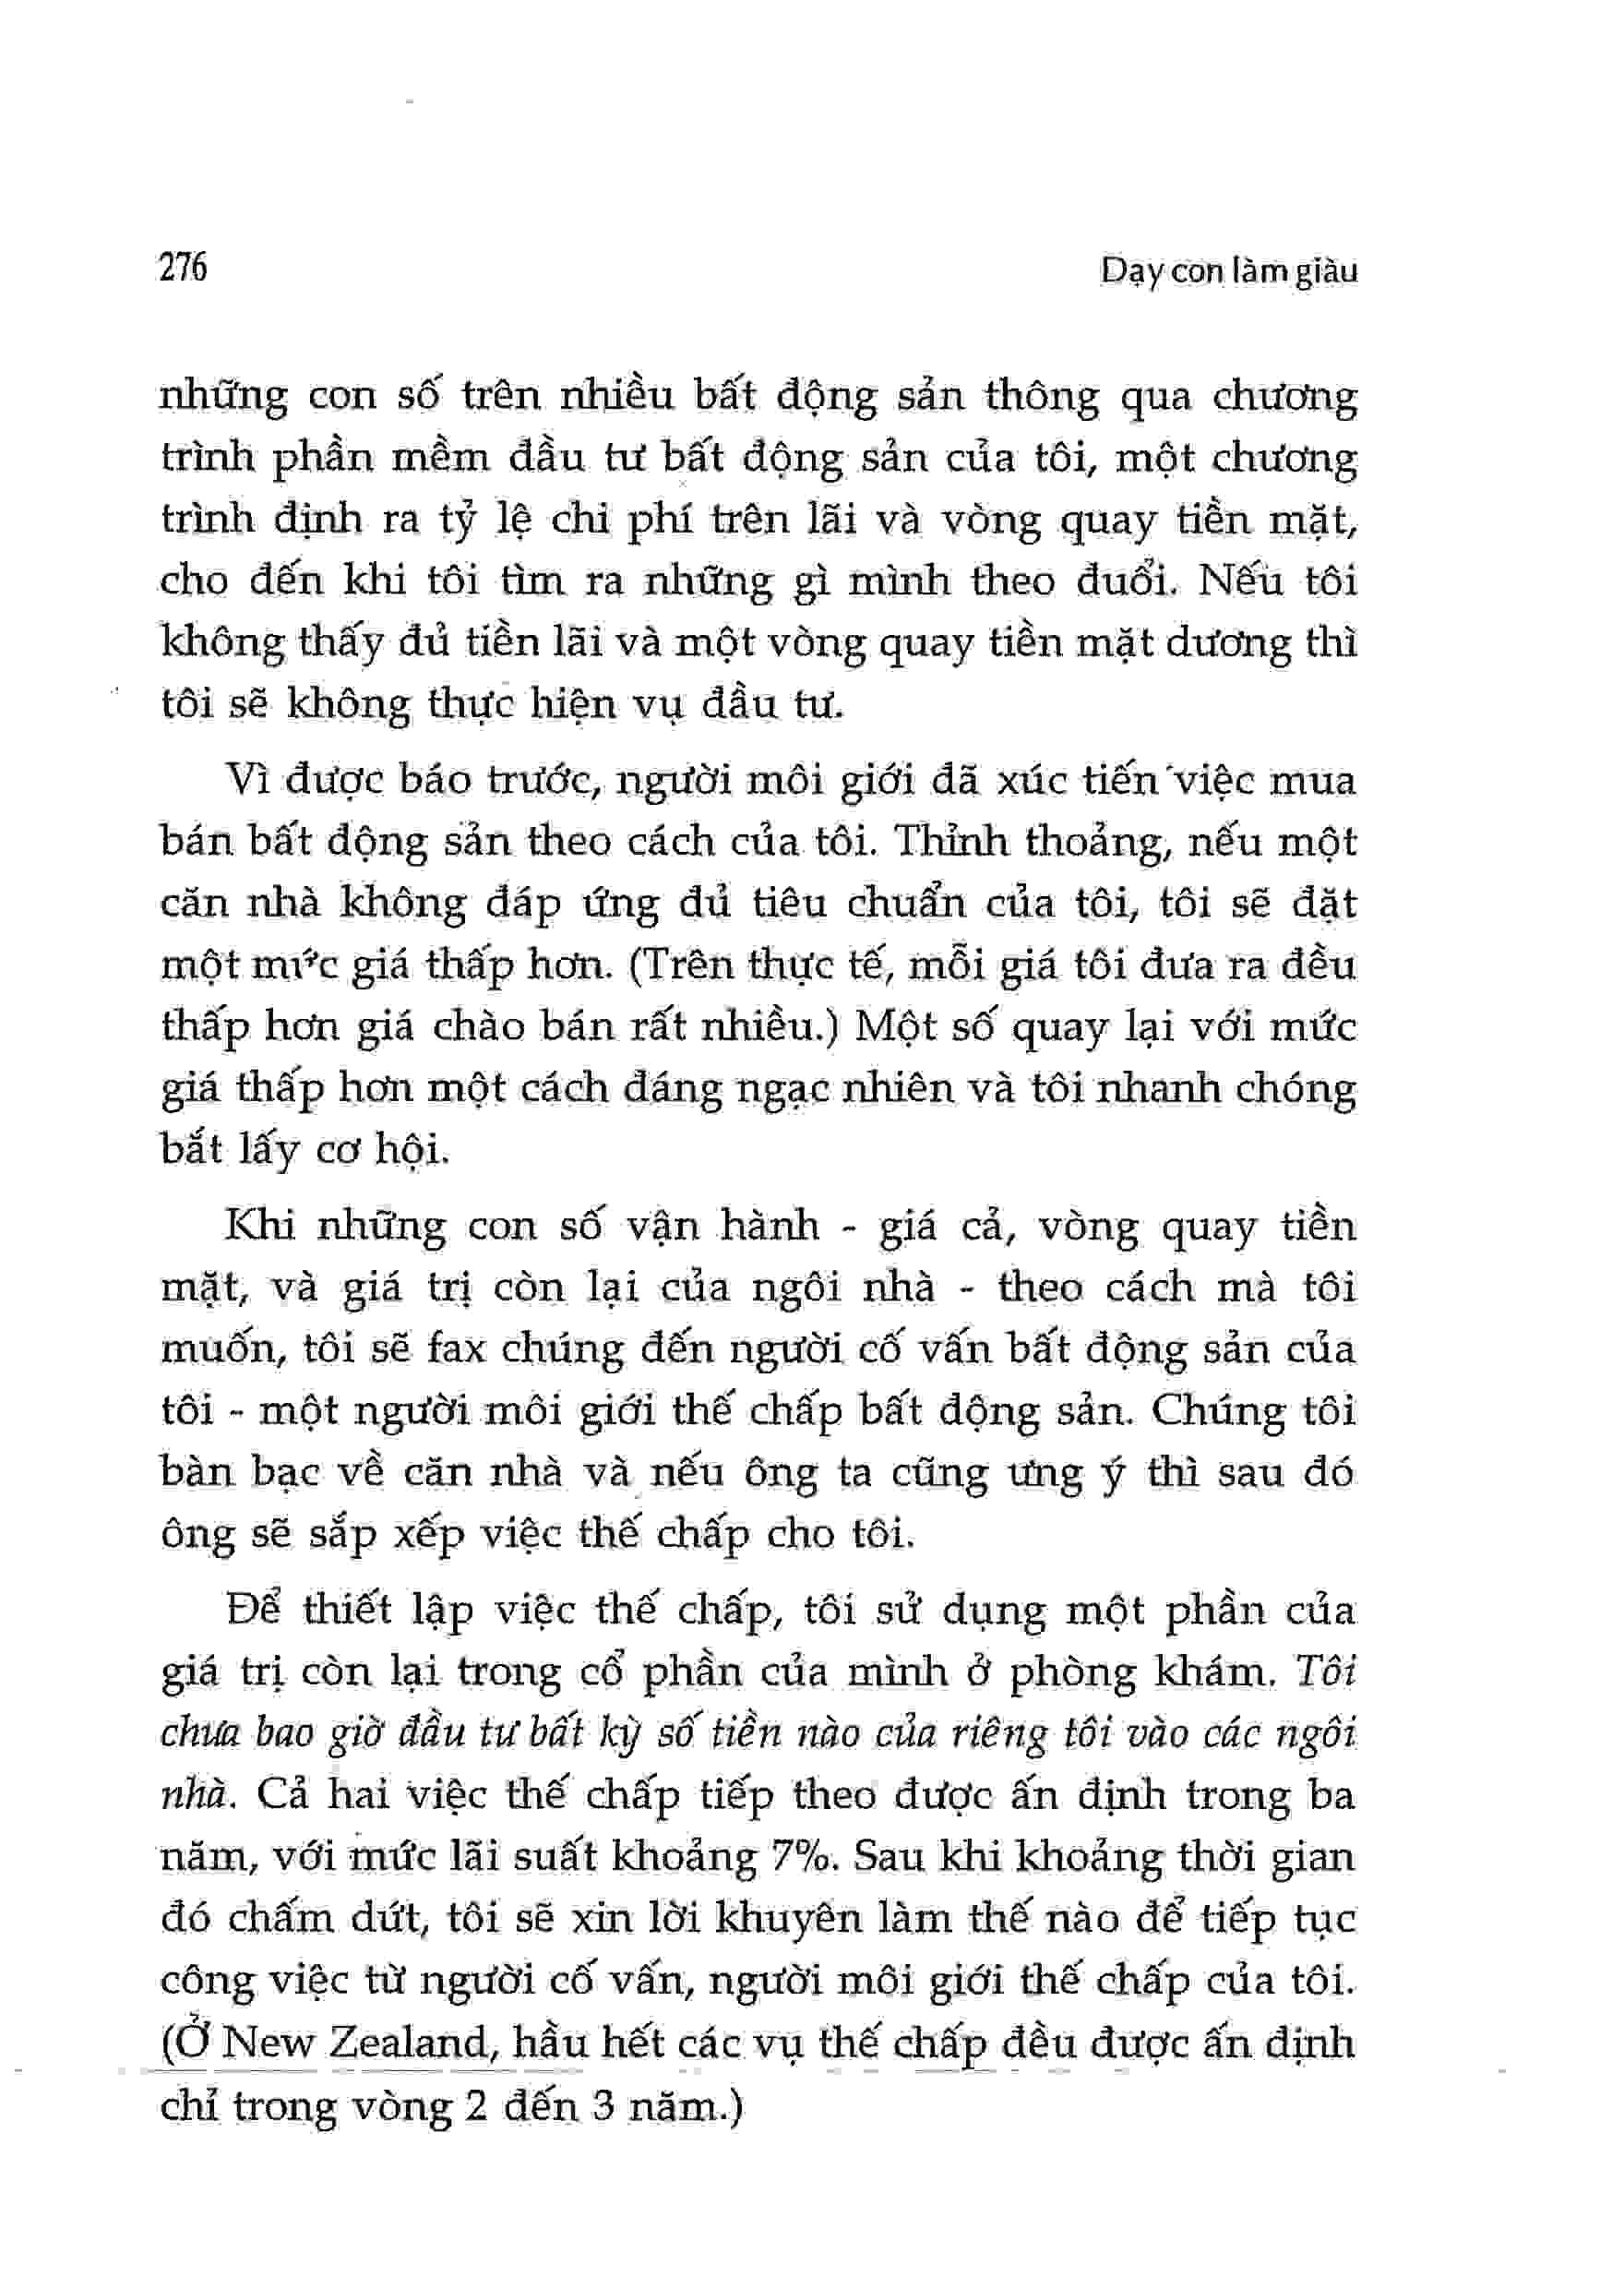 276
Dạy con làm giàu
những con số trên nhiều bất động sản thông qua chương
trình phần mềm đầu tư bất động sản của tôi, một chương
trình định ra tỷ lệ chi phí trên lãi và vòng quay tiền mặt,
cho đến khi tôi tìm ra những gì mình theo đuổi. Nếu tôi
không thấy đủ tiền lãi và một vòng quay tiền mặt dương thì
tôi sẽ không thực hiện vụ đầu tư.
Vì được báo trước, người môi giới đã xúc tiến việc mua
bán bất động sản theo cách của tôi. Thỉnh thoảng, nếu một
căn nhà không đáp ứng đủ tiêu chuẩn của tôi, tôi sẽ đặt
một mức giá thấp hơn. (Trên thực tế, mỗi giá tôi đưa ra đều
thấp hơn giá chào bán rất nhiều.) Một số quay lại với mức
giá thấp hơn một cách đáng ngạc nhiên và tôi nhanh chóng
bắt lấy cơ hội.
Khi những con số vận hành - giá cả, vòng quay tiền
mặt, và giá trị còn lại của ngôi nhà - theo cách mà tôi
muốn, tôi sẽ fax chúng đến người cố vấn bất động sản của
tôi - một người môi giới thế chấp bất động sản. Chúng tôi
bàn bạc về căn nhà và nếu ông ta cũng ưng ý thì sau đó
ông sẽ sắp xếp việc thế chấp cho tôi.
Để thiết lập việc thế chấp, tôi sử dụng một phần của
giá trị còn lại trong cổ phần của mình ở phòng khám. Tôi
chưa bao giờ đầu tư bất kỳ số tiền nào của riêng tôi vào các ngôi
nhà. Cả hai việc thế chấp tiếp theo được ấn định trong ba
năm, với mức lãi suất khoảng 7%. Sau khi khoảng thời gian
đó chấm dứt, tôi sẽ xin lời khuyên làm thế nào để tiếp tục
công việc từ người cố vấn, người môi giới thế chấp của tôi.
(Ở New Zealand, hầu hết các vụ thế chấp đều được ấn định
chỉ trong vòng 2 đến 3 năm.)